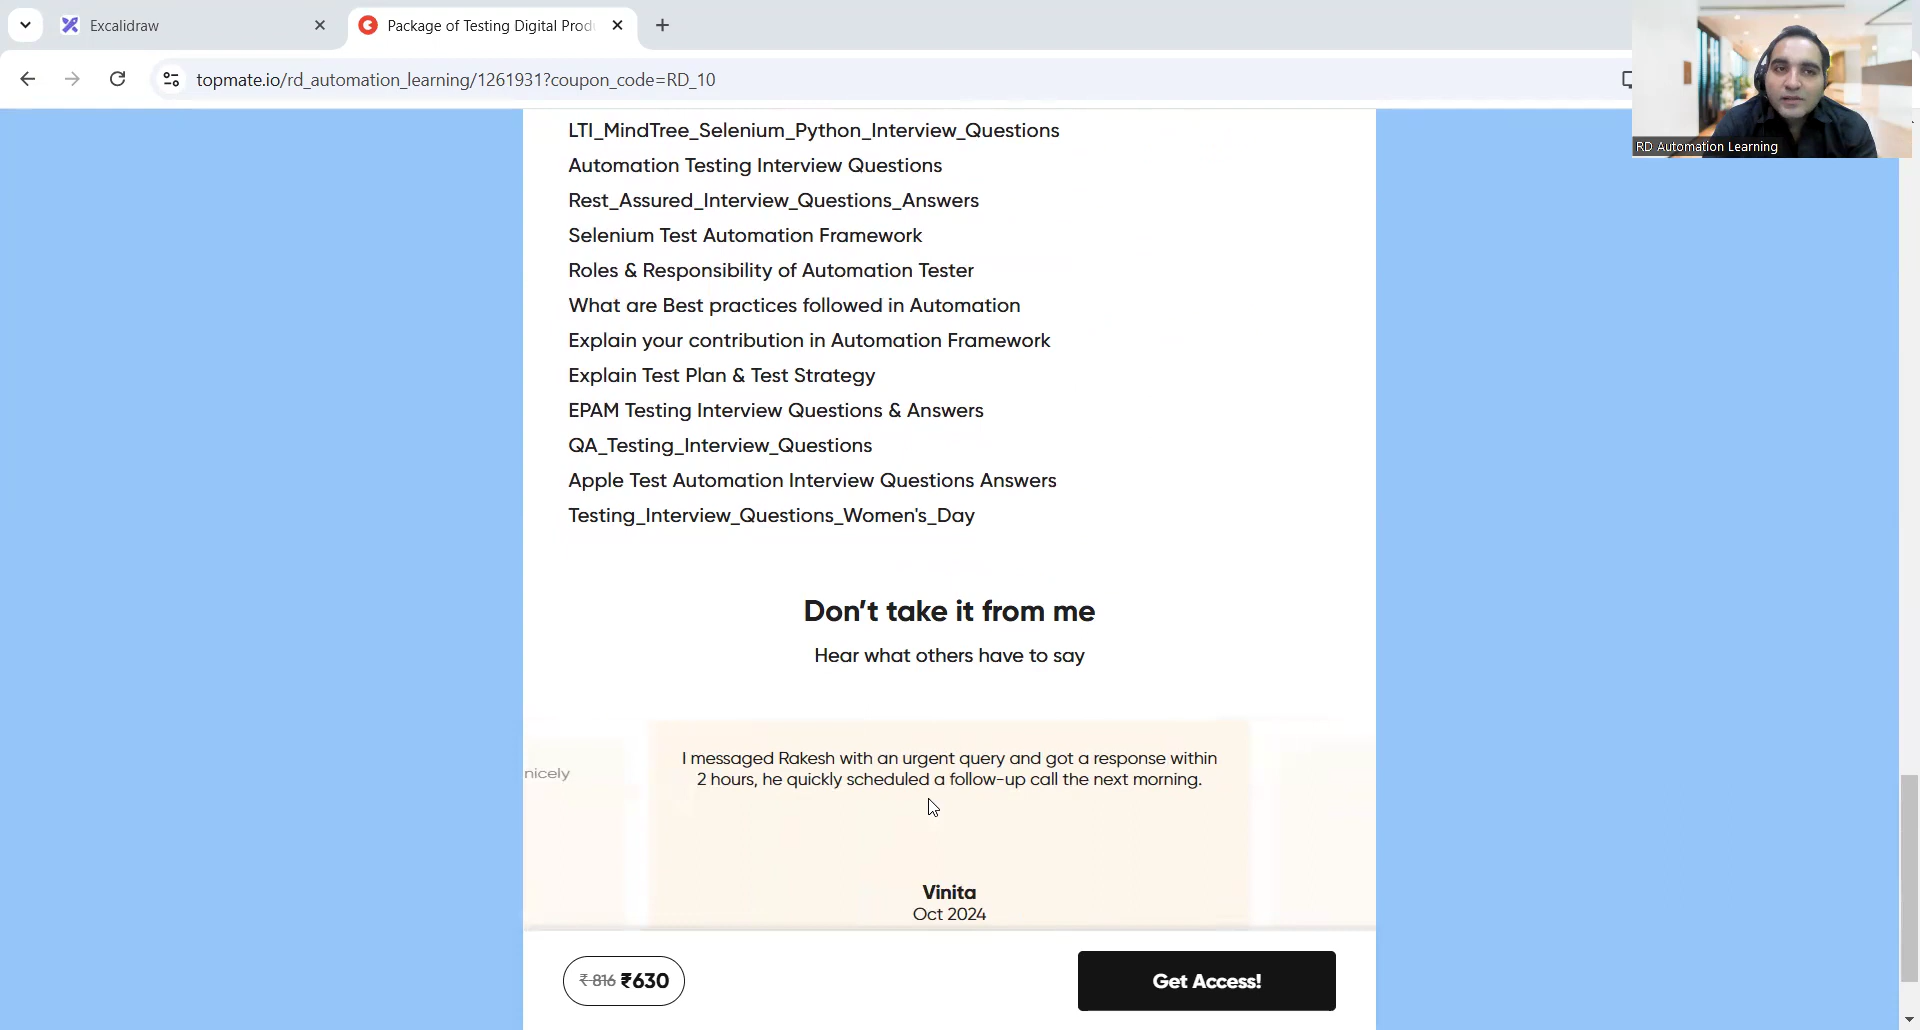 Excalidraw
Package of Testing Digital Prod
topmate.io/rd_automation_learning/1261931?coupon_code=RD_10
RD Automation Learning
LTI_MindTree_Selenium_Python_Interview_Questions
Automation Testing Interview Questions
Rest_Assured_Interview_Questions_Answers
Selenium Test Automation Framework
Roles & Responsibility of Automation Tester
What are Best practices followed in Automation
Explain your contribution in Automation Framework
Explain Test Plan & Test Strategy
EPAM Testing Interview Questions & Answers
QA_Testing_Interview_Questions
Apple Test Automation Interview Questions Answers
Testing_Interview_Questions_Women's_Day
Don't take it from me
Hear what others have to say
nicely
I messaged Rakesh with an urgent query and got a response within
2 hours, he quickly scheduled a follow-up call the next morning.
Vinita
Oct 2024
₹ 816 ₹630
Get Access!